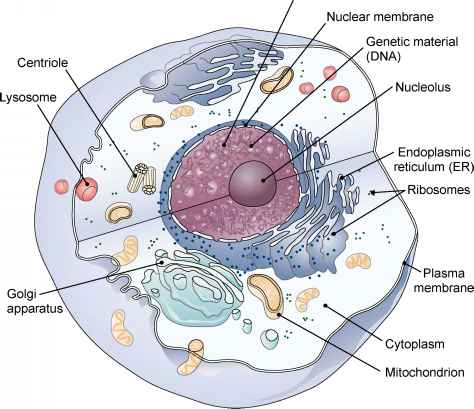 Nuclear membrane
Genetic material
(DNA)
Centriole
Nucleolus
Lysosome
Endoplasmic
reticulum (ER)
Ribosomes
Plasma
membrane
Golgi
apparatus
Cytoplasm
Mitochondrion